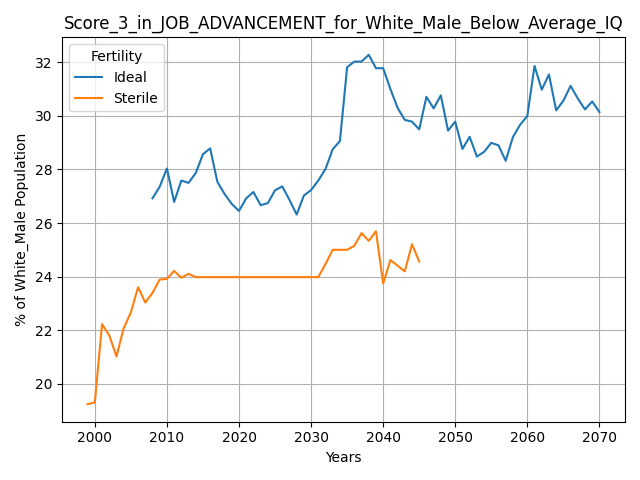 Score_3_in_JOB_ADVANCEMENT_for_White_Male_Below_Average_IQ
Fertility
Ideal
Sterile
% of White_Male Population
32
30
28
26
24
22
20
2000 2010 2020 2030 2040 2050 2060 2070
Years